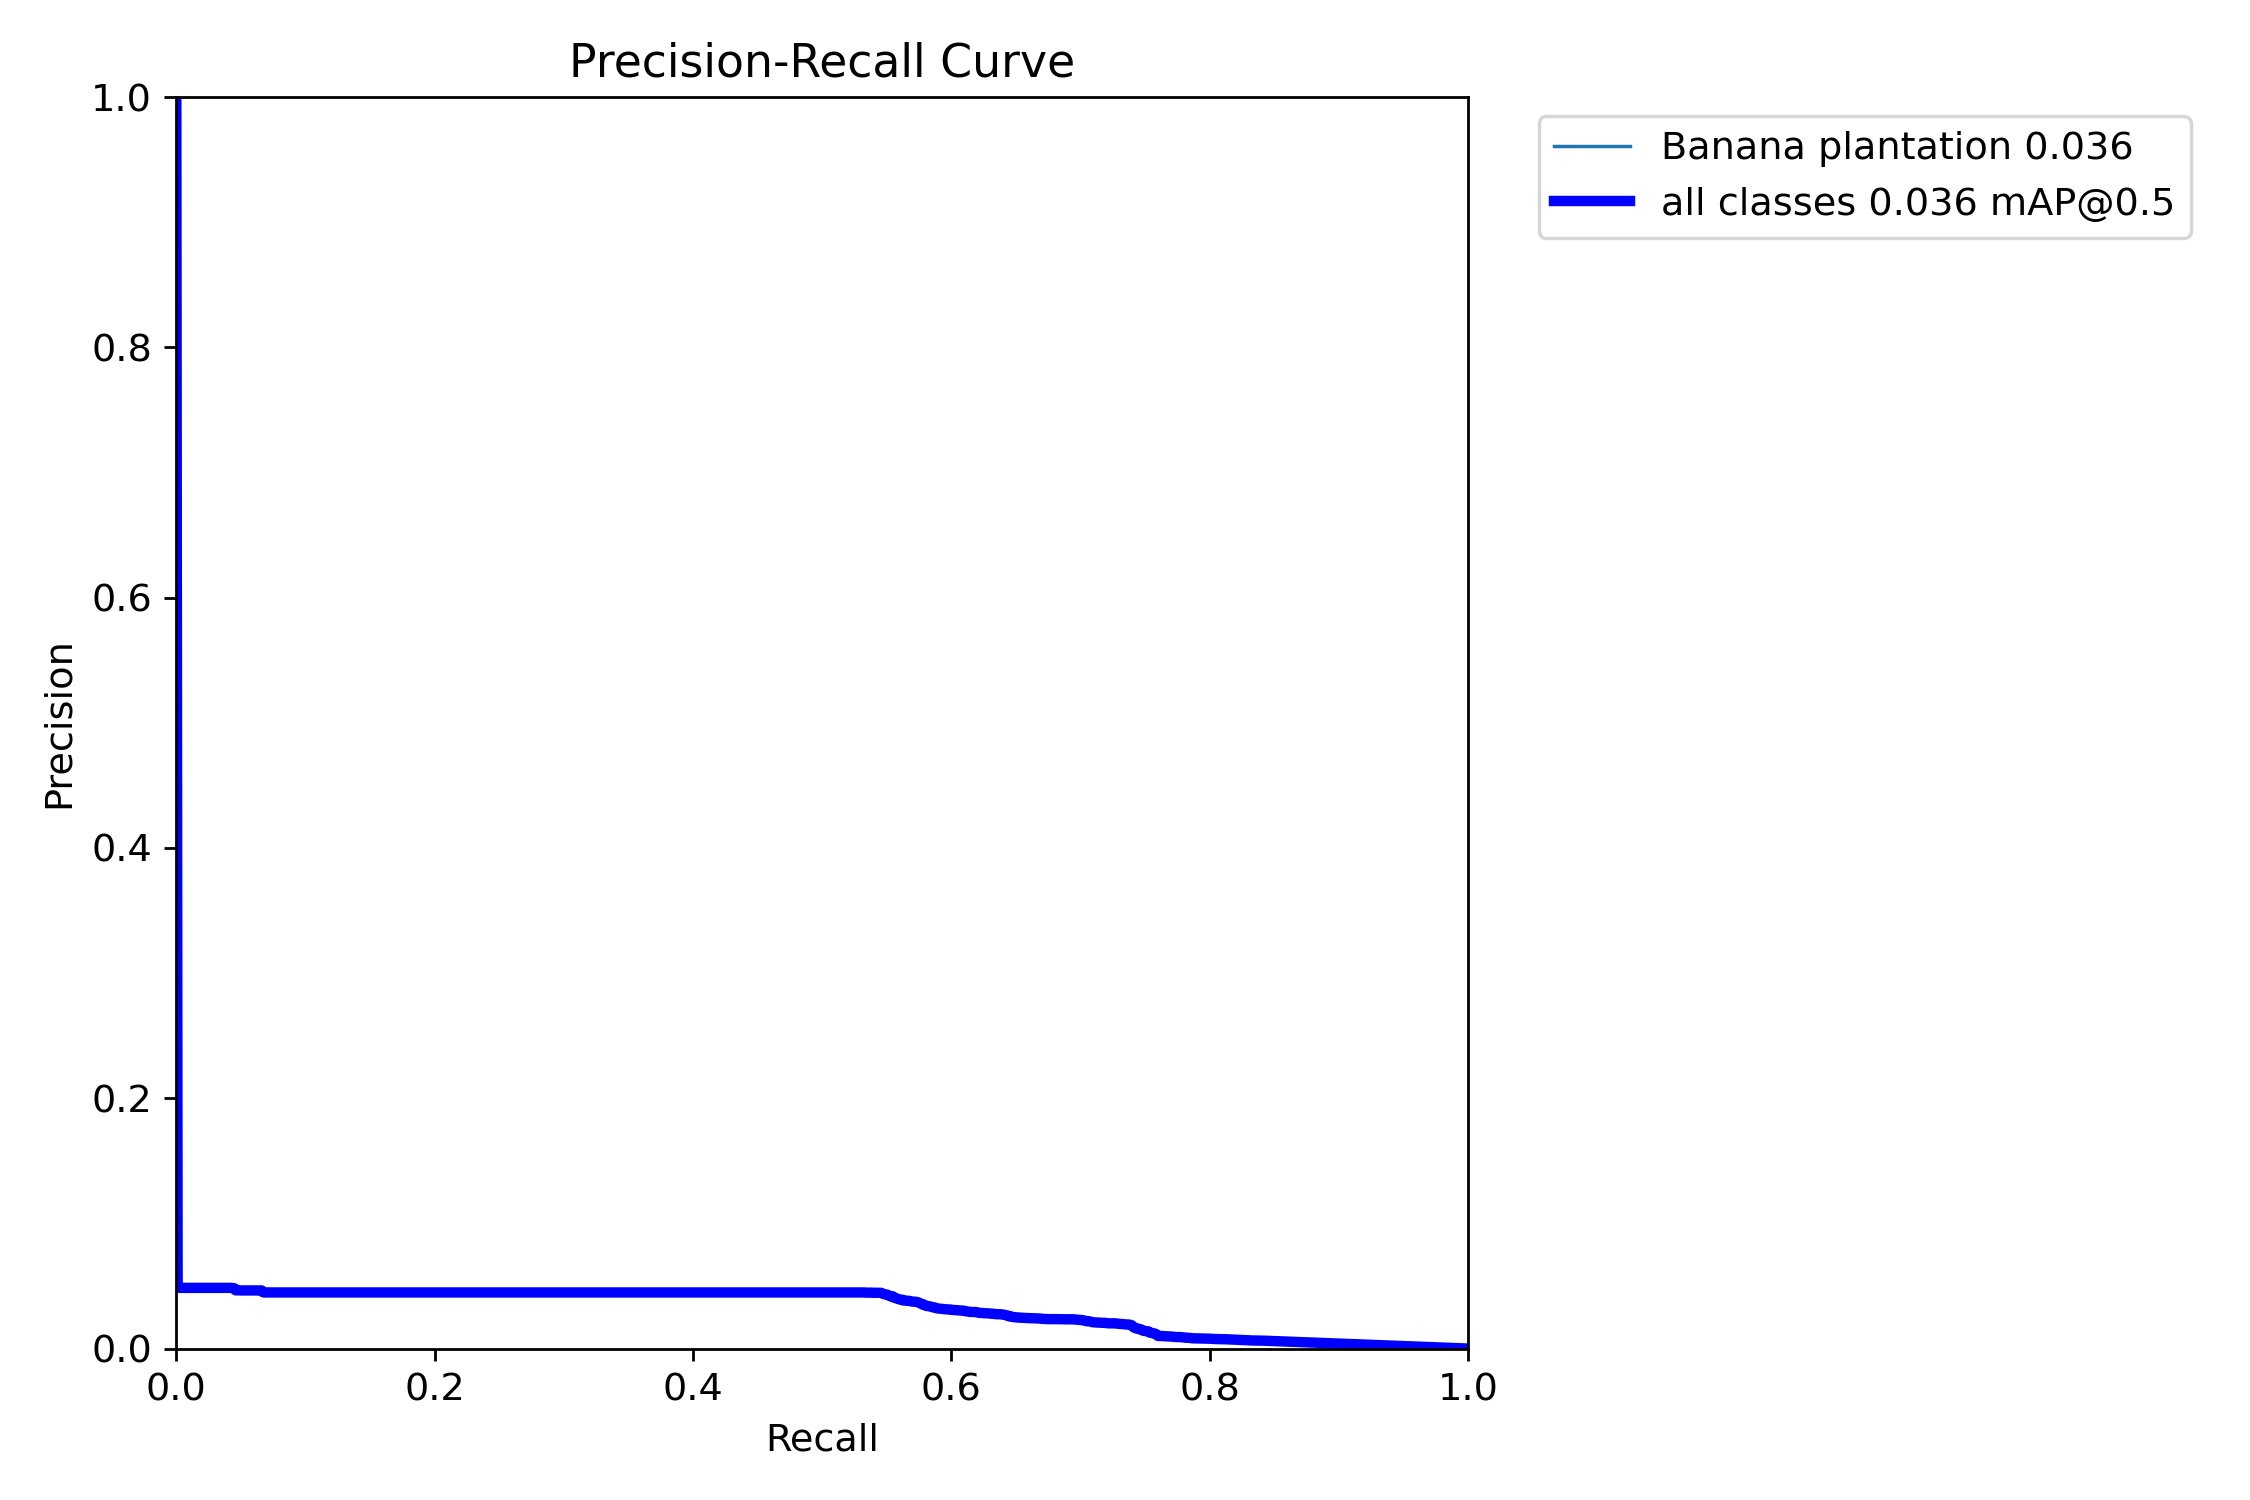 Precision-Recall Curve
1.0
0.8
0.6
0.4
0.2
0.0
Precision
0.0 0.2 0.4 0.6 0.8 1.0
Recall
Banana plantation 0.036
all classes 0.036 mAP@0.5